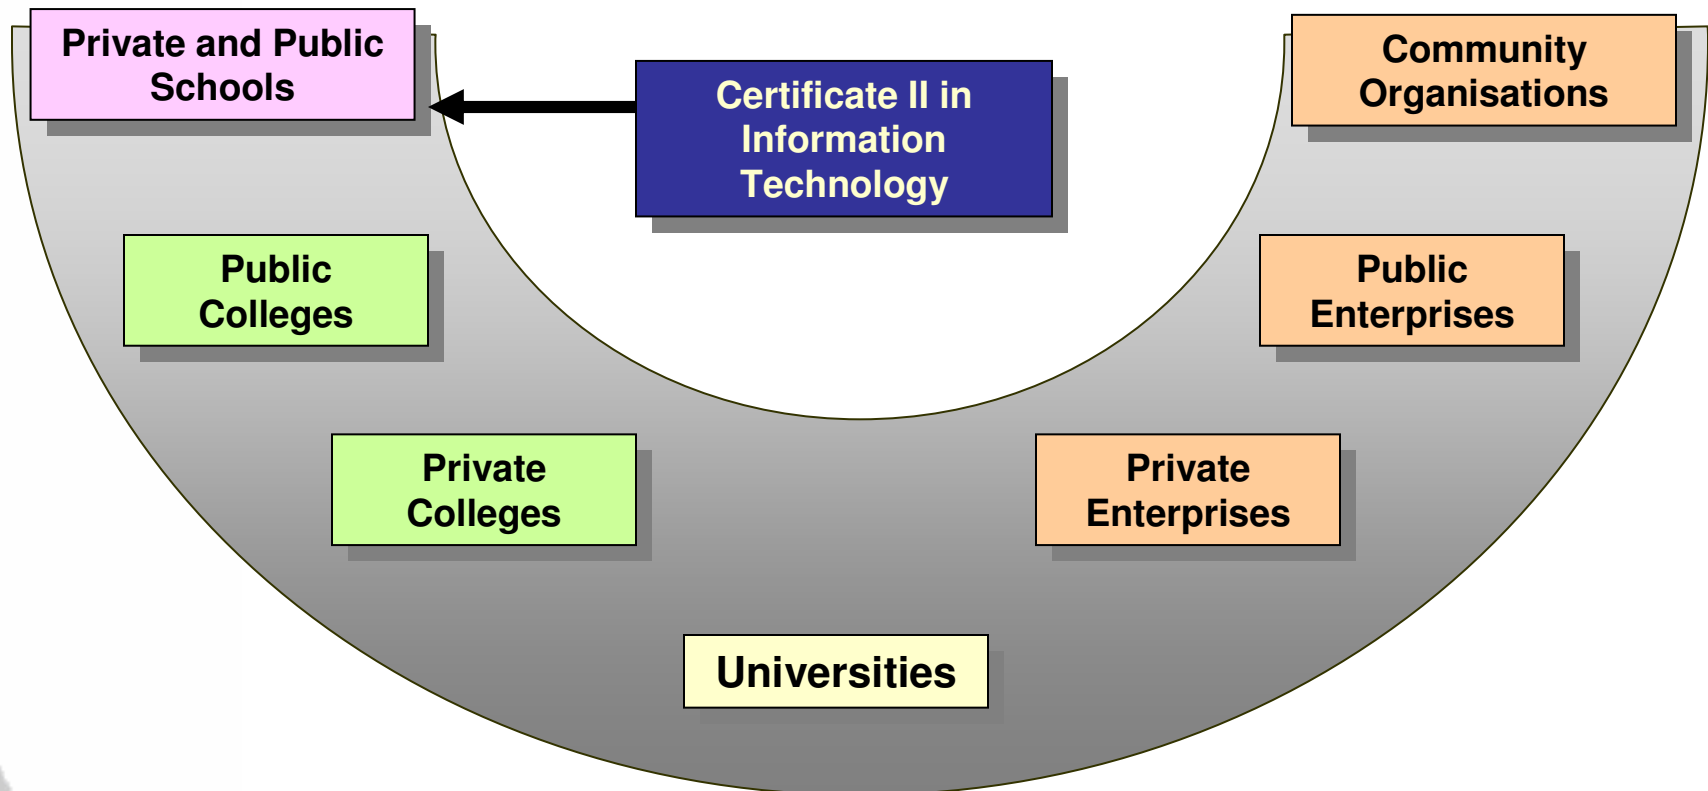 Private and Public
Schools
Certificate II in
Information
Technology
Community
Organisations
Public
Colleges
Public
Enterprises
Private
Colleges
Private
Enterprises
Universities